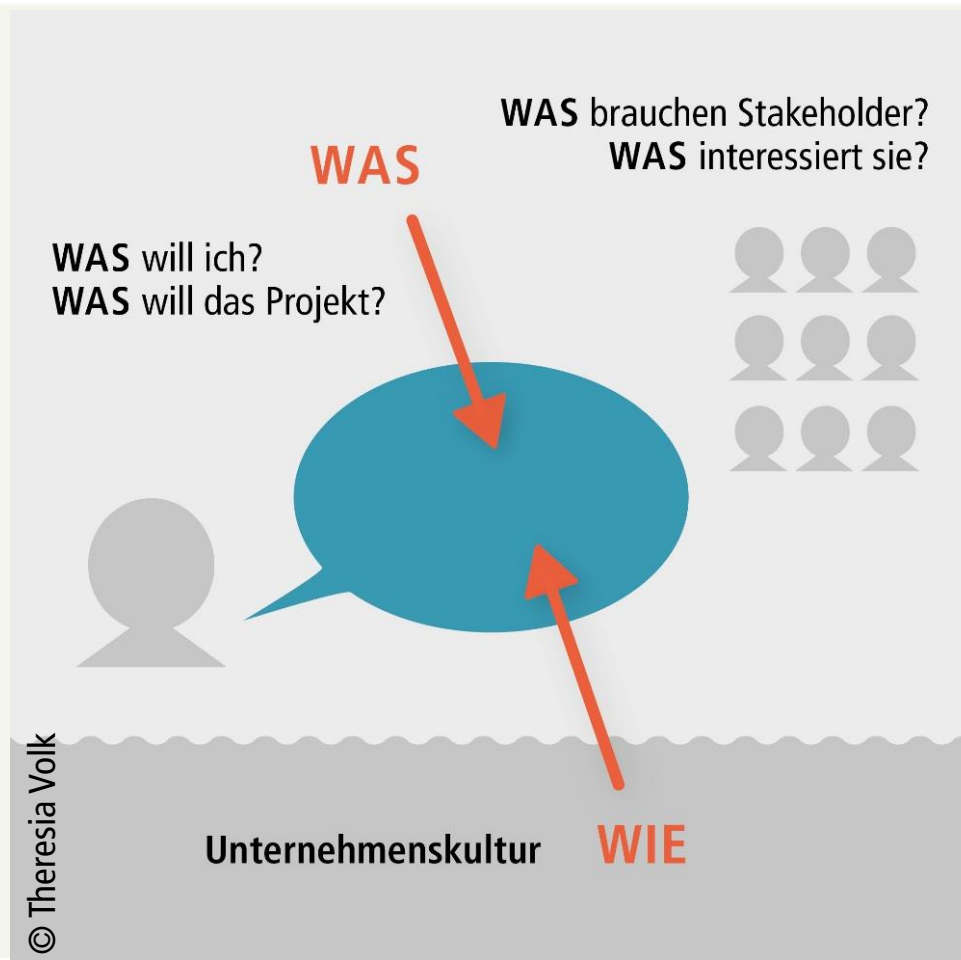 WAS brauchen Stakeholder?
WAS interessiert sie?
WAS
WAS will ich?
WAS will das Projekt?
Unternehmenskultur
WIE
© Theresia Volk